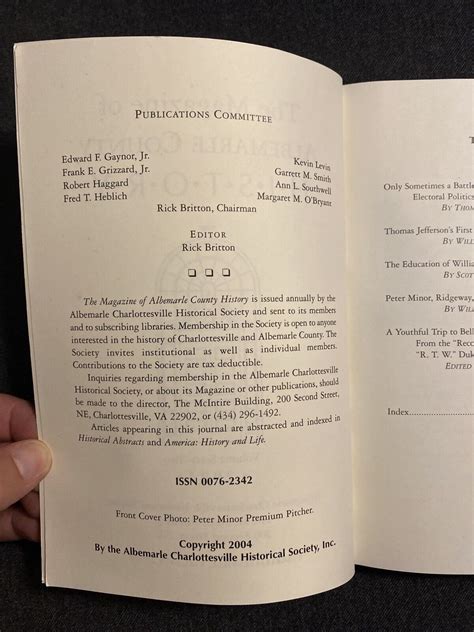 PUBLICATIONS COMMITTEE
Edward F. Gaynor, Jr.
Frank E. Grizzard, Jr.
Robert Haggard
Fred T. Heblich
Kevin Levin
Garrett M. Smith
Ann L. Southwell
Margaret M. O'Bryant
Rick Britton, Chairman
EDITOR
Rick Britton
❑ ❑ ❑
The Magazine of Albemarle County History is issued annually by the
Albemarle Charlottesville Historical Society and sent to its members
and to subscribing libraries. Membership in the Society is open to anyone
interested in the history of Charlottesville and Albemarle County. The
Society invites institutional as well as individual members.
Contributions to the Society are tax deductible.
Inquiries regarding membership in the Albemarle Charlottesville
Historical Society, or about its Magazine or other publications, should
be made to the director, The McIntire Building, 200 Second Street,
NE, Charlottesville, VA 22902, or (434) 296-1492.
Articles appearing in this journal are abstracted and indexed in
Historical Abstracts and America: History and Life.
ISSN 0076-2342
Front Cover Photo: Peter Minor Premium Pitcher.
Copyright 2004
By the Albemarle Charlottesville Historical Society, Inc.
Only Sometimes a Battle
Electoral Politics
BY THOM
Thomas Jefferson's First
BY WILL
The Education of Willia
BY SCOT
Peter Minor, Ridgeway,
BY WIL
A Youthful Trip to Bell
From the "Reco
"R. T. W." Duk
EDITED
Index